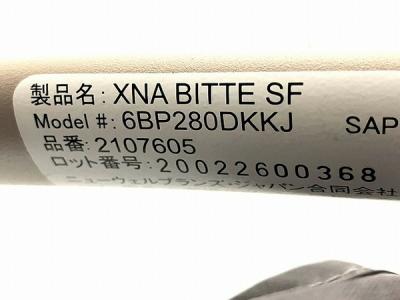 製品名: XNA BITTE SF
Model #: 6BP280DKKJ SAP
品番: 2107605
ロット番号: 20022600368
ニューウェルブランズ・ジャパン合同会社